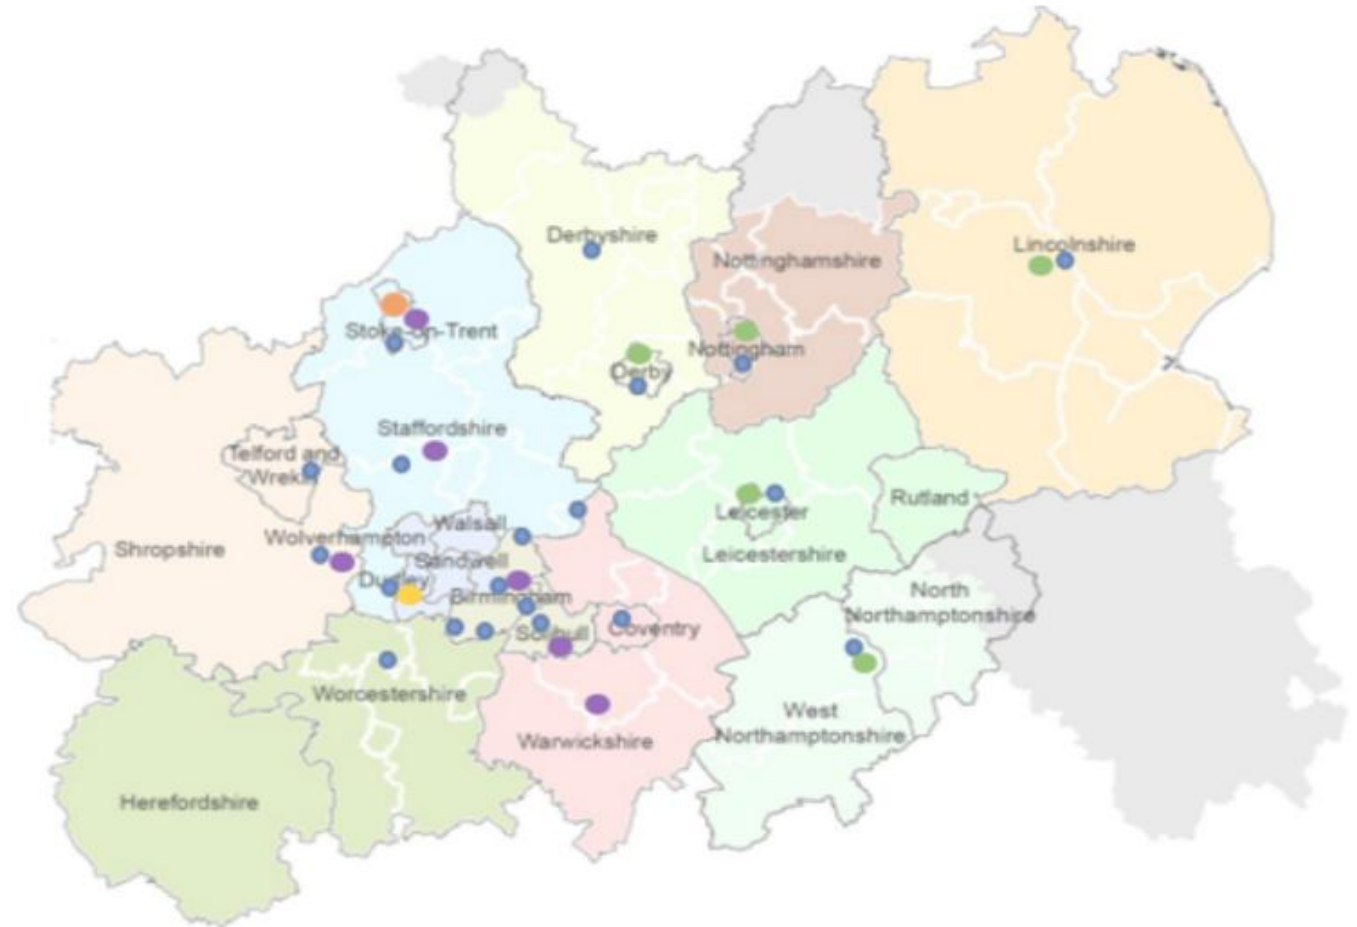 Derbyshire
Lincolnshire
Nottinghamshire
Stoke-on-Trent
Nottingham
Derby
Staffordshire
Telford and
Wrekin
Rutland
Leicester
Walsall
Wolverhampton
Shropshire
Leicestershire
Sandwell
Dudley
Birmingham
North
Northamptonshire
Solihull
Coventry
Worcestershire
West
Northamptonshire
Warwickshire
Herefordshire